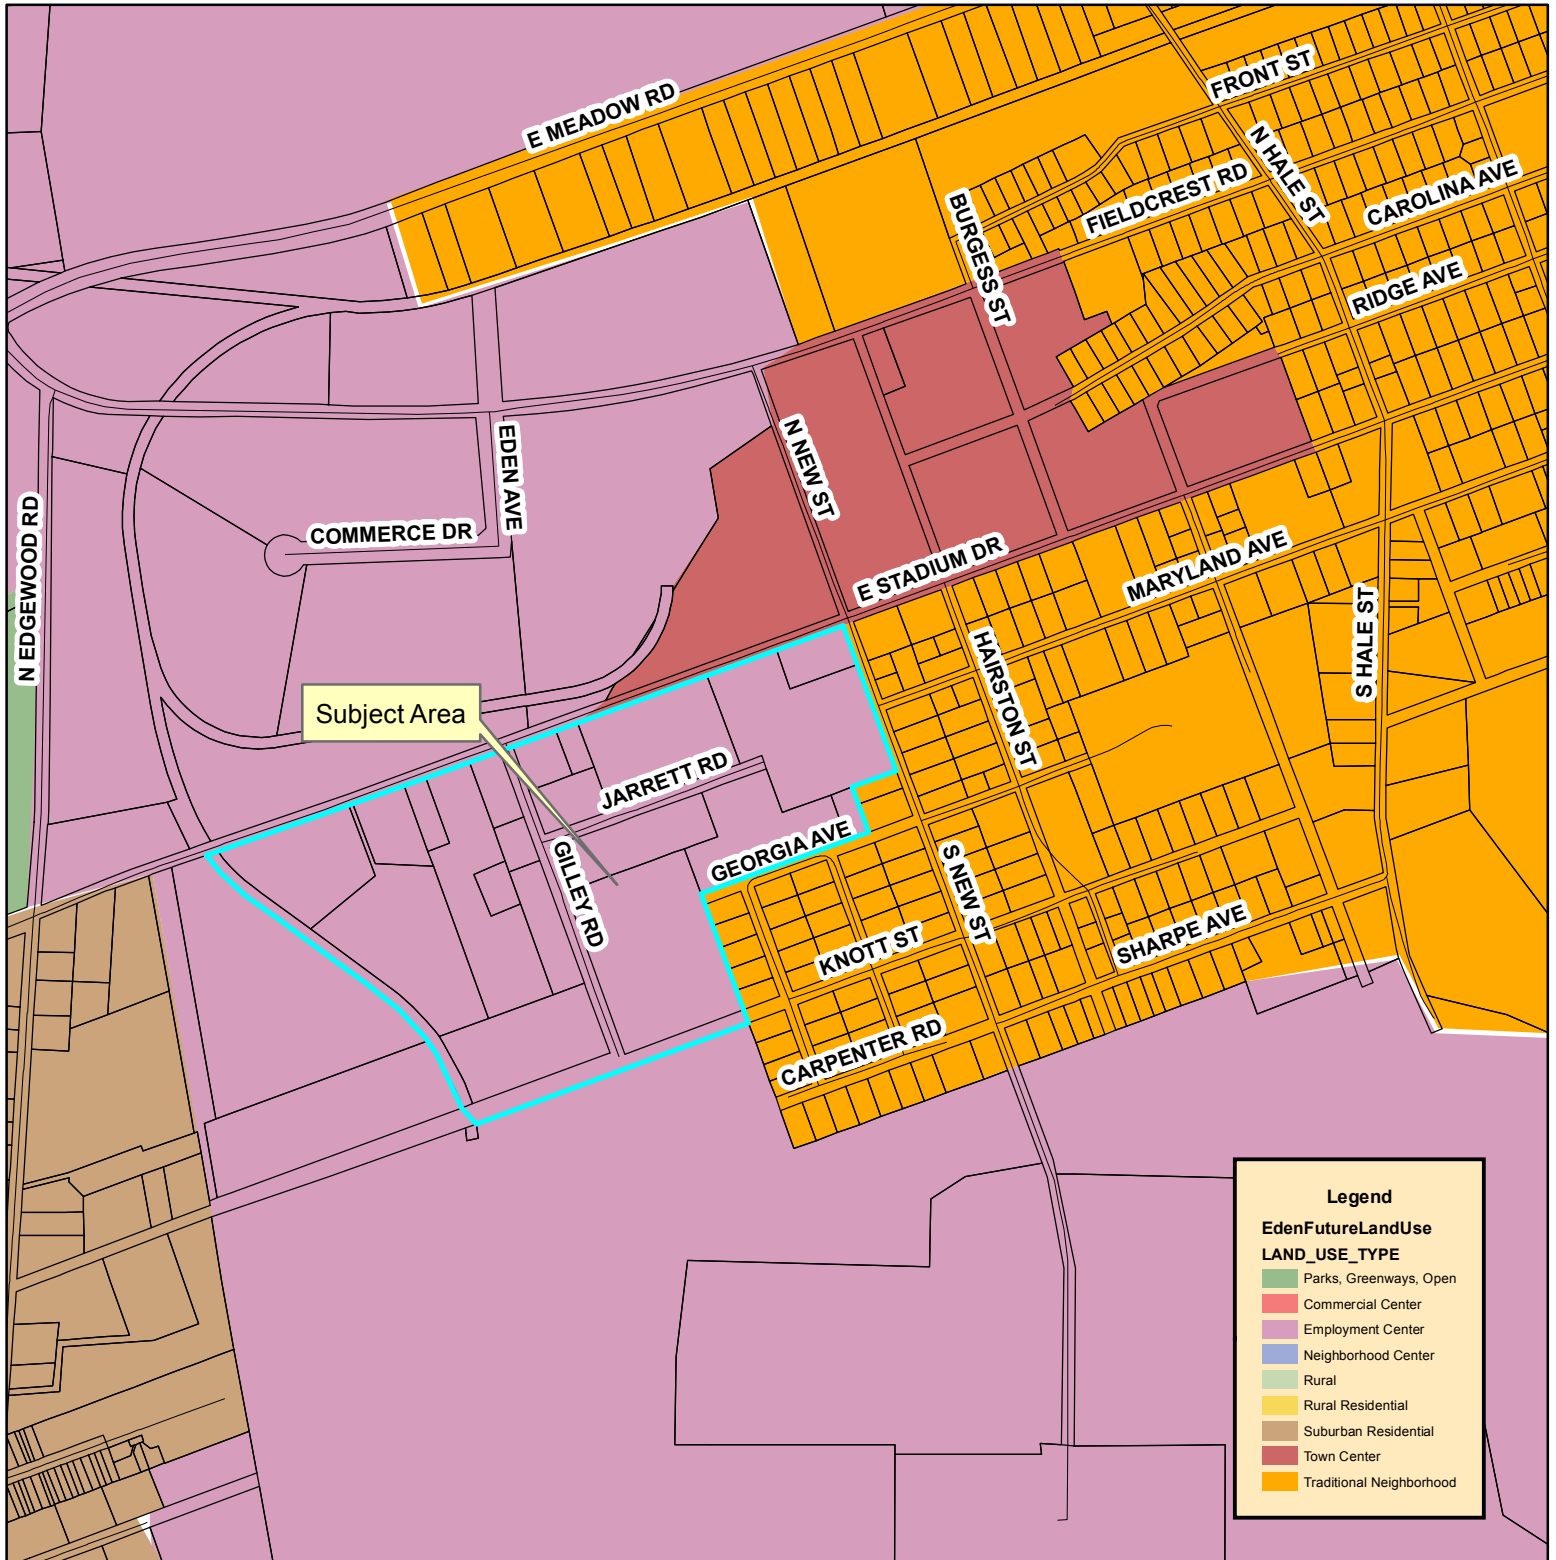 E MEADOW RD
FRONT ST
N HALE ST
FIELDCREST RD
CAROLINA AVE
BURGESS ST
RIDGE AVE
N NEW ST
EDEN AVE
COMMERCE DR
N EDGEWOOD RD
E STADIUM DR
MARYLAND AVE
S HALE ST
HAIRSTON ST
Subject Area
JARRETT RD
GEORGIA AVE
GILLEY RD
S NEW ST
KNOTT ST
SHARPE AVE
CARPENTER RD
Legend
EdenFutureLandUse
LAND_USE_TYPE
Parks, Greenways, Open
Commercial Center
Employment Center
Neighborhood Center
Rural
Rural Residential
Suburban Residential
Town Center
Traditional Neighborhood